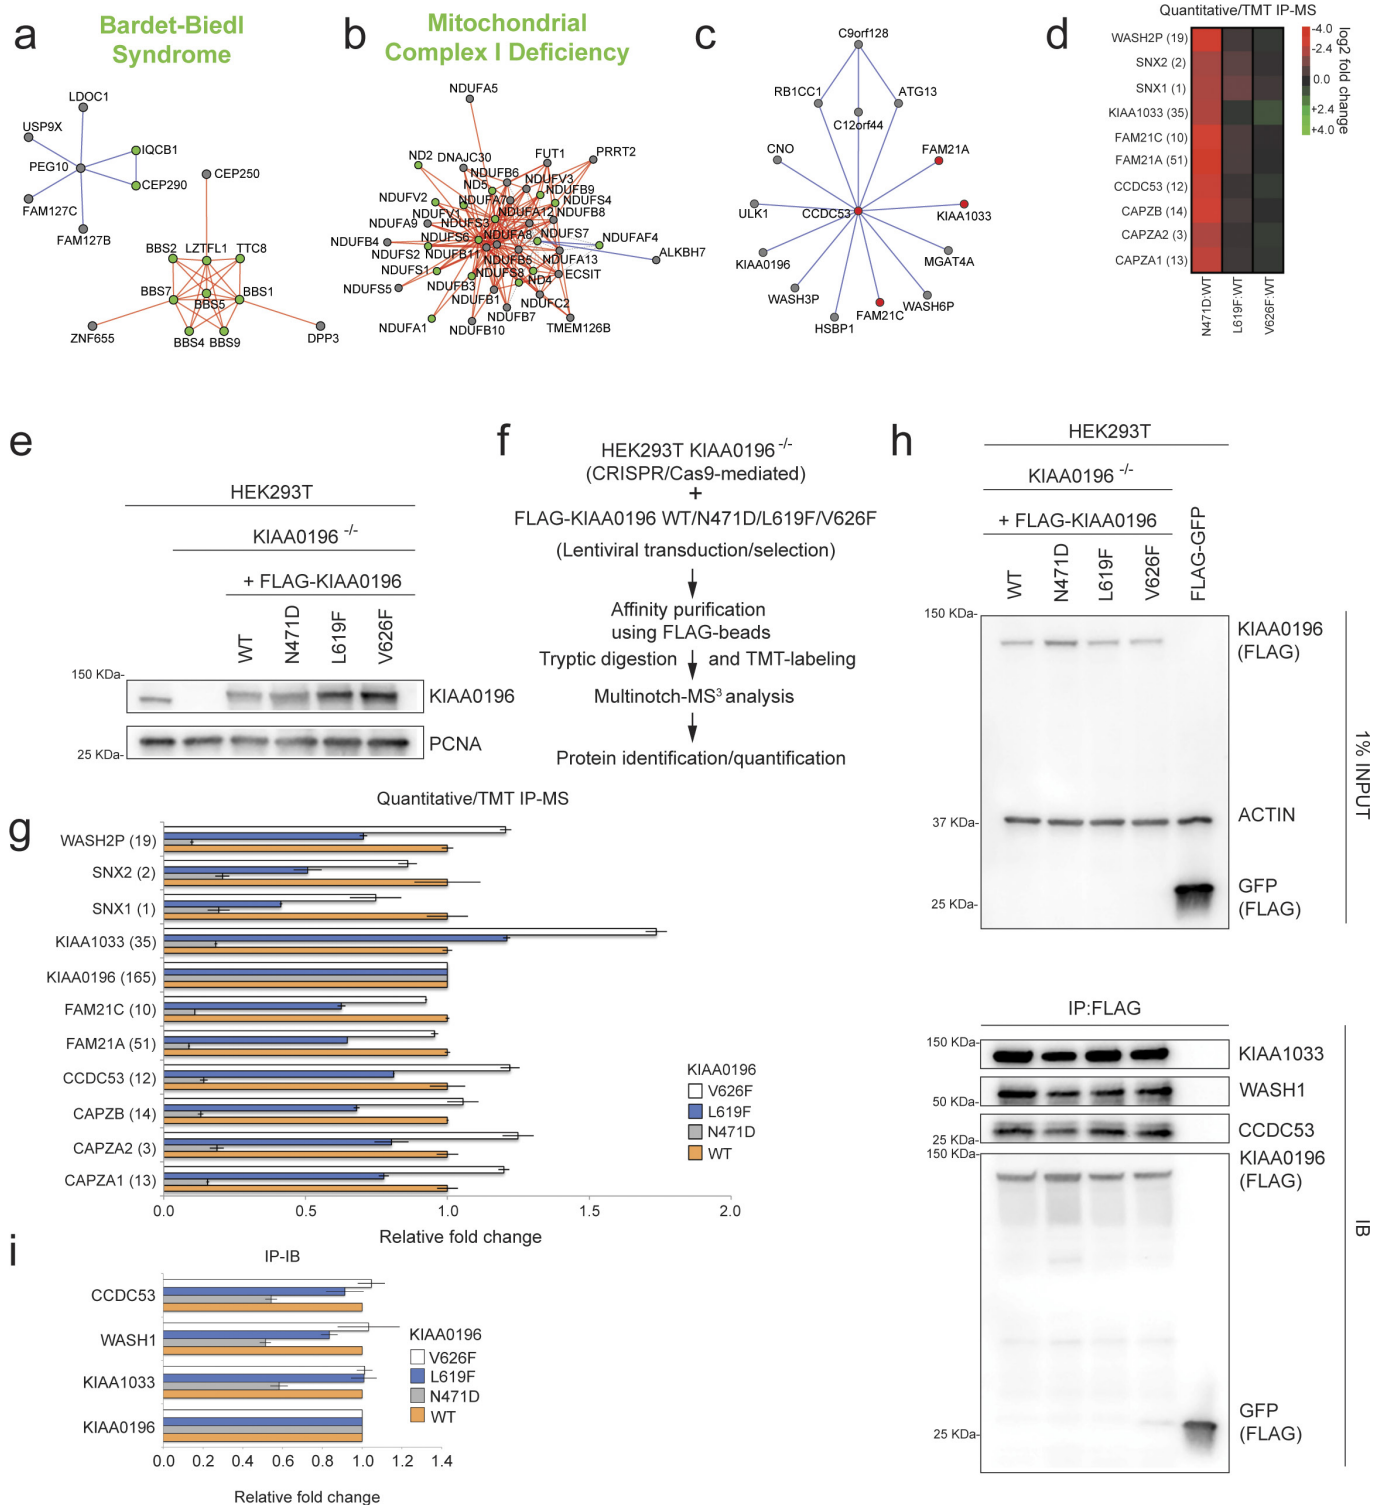 a
Bardet-Biedl
Syndrome
LDOC1
USP9X
IQCB1
PEG10
CEP290
CEP250
FAM127C
FAM127B
BBS2
LZTFL1
TTC8
BBS7
BBS5
BBS1
ZNF655
BBS4
BBS9
DPP3
b
Mitochondrial
Complex I Deficiency
NDUFA5
ND2
DNAJC30
FUT1
PRRT2
NDUFB6
NDUFV3
NDUFV2
ND5
NDUFB9
NDUFA7
NDUFS4
NDUFV1
NDUFA12
NDUFB8
NDUFA9
NDUFS3
NDUFB4
NDUFS6
NDUFA8
NDUFS7
NDUFAF4
NDUFS2
NDUFB11
NDUFB5
NDUFA13
ALKBH7
NDUFS1
NDUFS8
ECSIT
NDUFS5
NDUFB3
ND4
NDUFB1
NDUFC2
NDUFA1
NDUFB10
NDUFB7
TMEM126B
c
C9orf128
RB1CC1
ATG13
C12orf44
CNO
FAM21A
ULK1
CCDC53
KIAA1033
KIAA0196
MGAT4A
WASH3P
WASH6P
HSBP1
FAM21C
d
Quantitative/TMT IP-MS
WASH2P (19)
SNX2 (2)
SNX1 (1)
KIAA1033 (35)
FAM21C (10)
FAM21A (51)
CCDC53 (12)
CAPZB (14)
CAPZA2 (3)
CAPZA1 (13)
N471D:WT
L619F:WT
V626F:WT
-4.0
-2.4
0.0
+2.4
+4.0
log2 fold change
e
HEK293T
KIAA0196 -/-
+ FLAG-KIAA0196
WT
N471D
L619F
V626F
150 KDa-
KIAA0196
25 KDa-
PCNA
f
HEK293T KIAA0196 -/-
(CRISPR/Cas9-mediated)
+
FLAG-KIAA0196 WT/N471D/L619F/V626F
(Lentiviral transduction/selection)
Affinity purification
using FLAG-beads
Tryptic digestion and TMT-labeling
Multinotch-MS³ analysis
Protein identification/quantification
g
Quantitative/TMT IP-MS
WASH2P (19)
SNX2 (2)
SNX1 (1)
KIAA1033 (35)
KIAA0196 (165)
FAM21C (10)
FAM21A (51)
CCDC53 (12)
CAPZB (14)
CAPZA2 (3)
CAPZA1 (13)
KIAA0196
V626F
L619F
N471D
WT
0.0 0.5 1.0 1.5 2.0
Relative fold change
h
HEK293T
KIAA0196 -/-
+ FLAG-KIAA0196
WT
N471D
L619F
V626F
FLAG-GFP
150 KDa-
KIAA0196
(FLAG)
37 KDa-
ACTIN
25 KDa-
GFP
(FLAG)
1% INPUT
IP:FLAG
150 KDa-
KIAA1033
50 KDa-
WASH1
25 KDa-
CCDC53
150 KDa-
KIAA0196
(FLAG)
25 KDa-
GFP
(FLAG)
IB
i
IP-IB
CCDC53
WASH1
KIAA1033
KIAA0196
KIAA0196
V626F
L619F
N471D
WT
0.0 0.2 0.4 0.6 0.8 1.0 1.2 1.4
Relative fold change